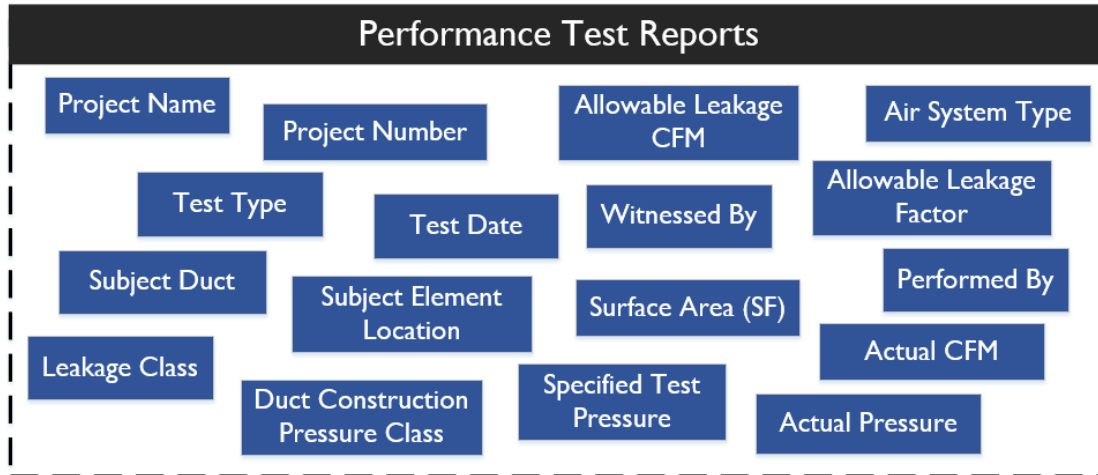 Performance Test Reports
Project Name
Project Number
Allowable Leakage
CFM
Air System Type
Test Type
Test Date
Witnessed By
Allowable Leakage
Factor
Subject Duct
Subject Element
Location
Surface Area (SF)
Performed By
Leakage Class
Duct Construction
Pressure Class
Specified Test
Pressure
Actual CFM
Actual Pressure